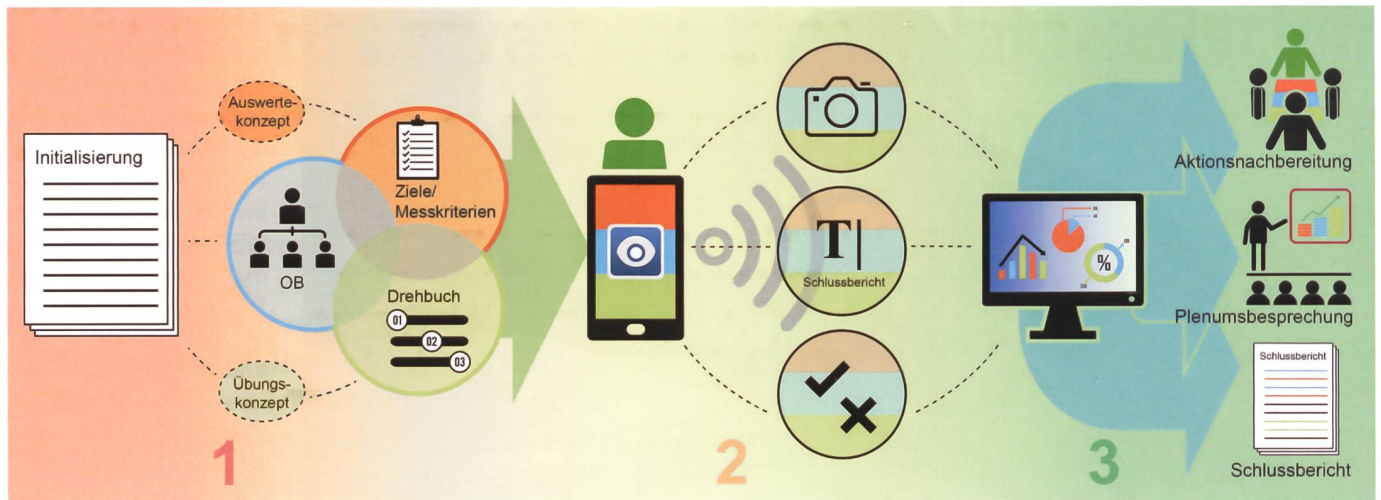 Initialisierung
Auswerte-
konzept
Ziele/
Messkriterien
OB
Drehbuch
01
02
03
Übungs-
konzept
1
T|
Schlussbericht
2
%
3
Aktionsnachbereitung
Plenumsbesprechung
Schlussbericht
Schlussbericht